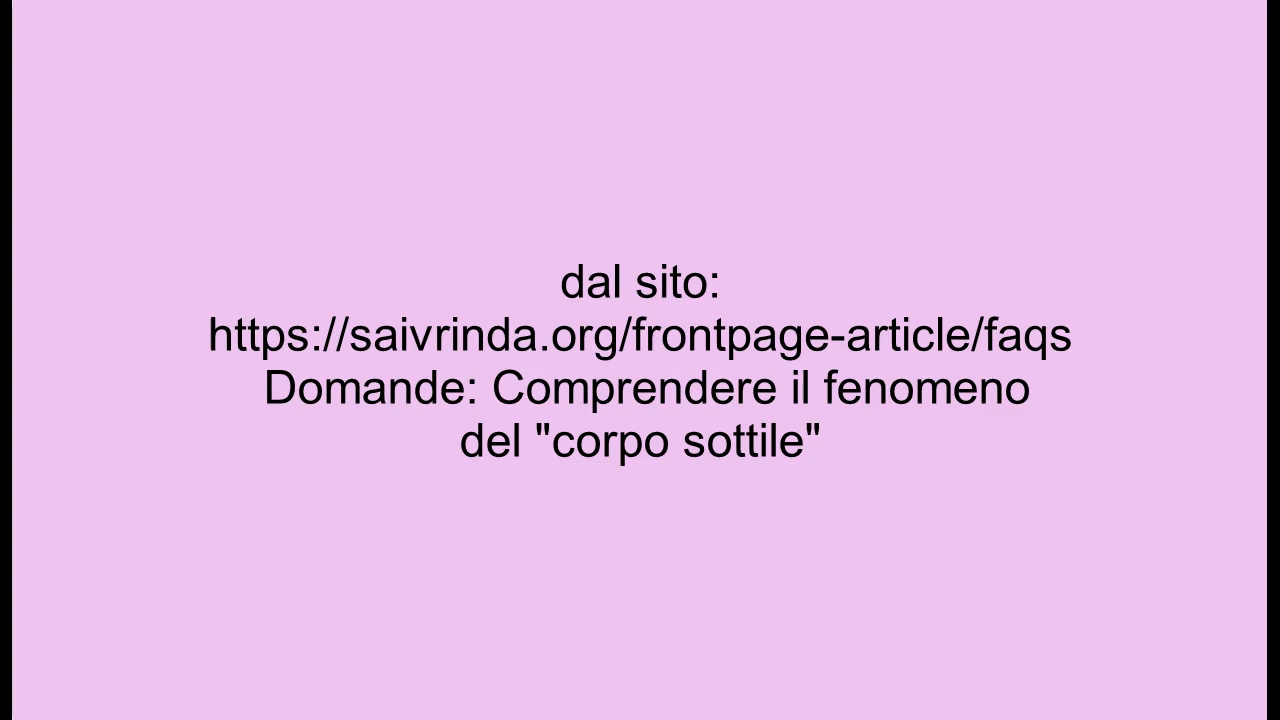 dal sito:
https://saivrinda.org/frontpage-article/faqs
Domande: Comprendere il fenomeno
del "corpo sottile"